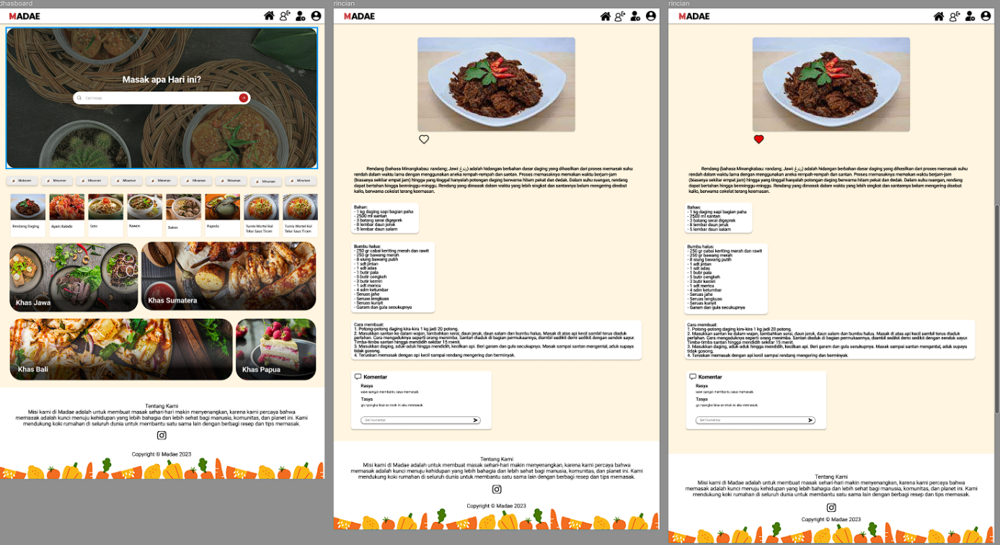 dhasboard
MADAE
Masak apa Hari ini?
Cari resep
Makanan
Minuman
Minuman
Minuman
Minuman
Minuman
Minuman
Minuman
Minuman
Rendang Daging
Ayam Balado
Soto
Rawon
Bakso
Papeda
Tumis Wortel Kol
Telur Saus Tiram
Tumis Wortel Kol
Telur Saus Tiram
Khas Jawa
Khas Sumatera
Khas Bali
Khas Papua
Tentang Kami
Misi kami di Madae adalah untuk membuat masak sehari-hari makin menyenangkan, karena kami percaya bahwa
memasak adalah kunci menuju kehidupan yang lebih bahagia dan lebih sehat bagi manusia, komunitas, dan planet ini. Kami
mendukung koki rumahan di seluruh dunia untuk membantu satu sama lain dengan berbagi resep dan tips memasak.
Copyright © Madae 2023
rincian
MADAE
Rendang (bahasa Minangkabau: randang; Jawi: رندڠ) adalah hidangan berbahan dasar daging yang dihasilkan dari proses memasak suhu
rendah dalam waktu lama dengan menggunakan aneka rempah-rempah dan santan. Proses memasaknya memakan waktu berjam-jam
(biasanya sekitar empat jam) hingga yang tinggal hanyalah potongan daging berwarna hitam pekat dan dedak. Dalam suhu ruangan, rendang
dapat bertahan hingga berminggu-minggu. Rendang yang dimasak dalam waktu yang lebih singkat dan santannya belum mengering disebut
kalio, berwarna cokelat terang keemasan.
Bahan:
- 1 kg daging sapi bagian paha
- 2500 ml santan
- 3 batang serai digeprek
- 8 lembar daun jeruk
- 5 lembar daun salam
Bumbu halus:
- 250 gr cabai keriting merah dan rawit
- 250 gr bawang merah
- 8 siung bawang putih
- 1 sdt jintan
- 1 sdt adas
- 1 butir pala
- 5 butir cengkeh
- 3 butir kemiri
- 1 sdt merica
- 4 sdm ketumbar
- Seruas jahe
- Seruas lengkuas
- Seruas kunyit
- Garam dan gula secukupnya
Cara membuat:
1. Potong-potong daging kira-kira 1 kg jadi 20 potong.
2. Masukkan santan ke dalam wajan, tambahkan serai, daun jeruk, daun salam dan bumbu halus. Masak di atas api kecil sambil terus diaduk
perlahan. Cara mengaduknya seperti orang menimba. Santan diaduk di bagian permukaannya, diambil sedikit demi sedikit dengan sendok sayur.
Timba-timba santan hingga mendidih sekitar 15 menit.
3. Masukkan daging, aduk-aduk hingga mendidih, kecilkan api. Beri garam dan gula secukupnya. Masak sampai santan mengental, aduk supaya
tidak gosong.
4. Teruskan memasak dengan api kecil sampai rendang mengering dan berminyak.
Komentar
Rasya
waw sangat membantu saya memasak.
Tasya
ga nyangka bisa se enak ini aku memasak.
Beri komentar
Tentang Kami
Misi kami di Madae adalah untuk membuat masak sehari-hari makin menyenangkan, karena kami percaya bahwa
memasak adalah kunci menuju kehidupan yang lebih bahagia dan lebih sehat bagi manusia, komunitas, dan planet ini. Kami
mendukung koki rumahan di seluruh dunia untuk membantu satu sama lain dengan berbagi resep dan tips memasak.
Copyright © Madae 2023
rincian
MADAE
Rendang (bahasa Minangkabau: randang; Jawi: رندڠ) adalah hidangan berbahan dasar daging yang dihasilkan dari proses memasak suhu
rendah dalam waktu lama dengan menggunakan aneka rempah-rempah dan santan. Proses memasaknya memakan waktu berjam-jam
(biasanya sekitar empat jam) hingga yang tinggal hanyalah potongan daging berwarna hitam pekat dan dedak. Dalam suhu ruangan, rendang
dapat bertahan hingga berminggu-minggu. Rendang yang dimasak dalam waktu yang lebih singkat dan santannya belum mengering disebut
kalio, berwarna cokelat terang keemasan.
Bahan:
- 1 kg daging sapi bagian paha
- 2500 ml santan
- 3 batang serai digeprek
- 8 lembar daun jeruk
- 5 lembar daun salam
Bumbu halus:
- 250 gr cabai keriting merah dan rawit
- 250 gr bawang merah
- 8 siung bawang putih
- 1 sdt jintan
- 1 sdt adas
- 1 butir pala
- 5 butir cengkeh
- 3 butir kemiri
- 1 sdt merica
- 4 sdm ketumbar
- Seruas jahe
- Seruas lengkuas
- Seruas kunyit
- Garam dan gula secukupnya
Cara membuat:
1. Potong-potong daging kira-kira 1 kg jadi 20 potong.
2. Masukkan santan ke dalam wajan, tambahkan serai, daun jeruk, daun salam dan bumbu halus. Masak di atas api kecil sambil terus diaduk
perlahan. Cara mengaduknya seperti orang menimba. Santan diaduk di bagian permukaannya, diambil sedikit demi sedikit dengan sendok sayur.
Timba-timba santan hingga mendidih sekitar 15 menit.
3. Masukkan daging, aduk-aduk hingga mendidih, kecilkan api. Beri garam dan gula secukupnya. Masak sampai santan mengental, aduk supaya
tidak gosong.
4. Teruskan memasak dengan api kecil sampai rendang mengering dan berminyak.
Komentar
Rasya
waw sangat membantu saya memasak.
Tasya
ga nyangka bisa se enak ini aku memasak.
Beri komentar
Tentang Kami
Misi kami di Madae adalah untuk membuat masak sehari-hari makin menyenangkan, karena kami percaya bahwa
memasak adalah kunci menuju kehidupan yang lebih bahagia dan lebih sehat bagi manusia, komunitas, dan planet ini. Kami
mendukung koki rumahan di seluruh dunia untuk membantu satu sama lain dengan berbagi resep dan tips memasak.
Copyright © Madae 2023